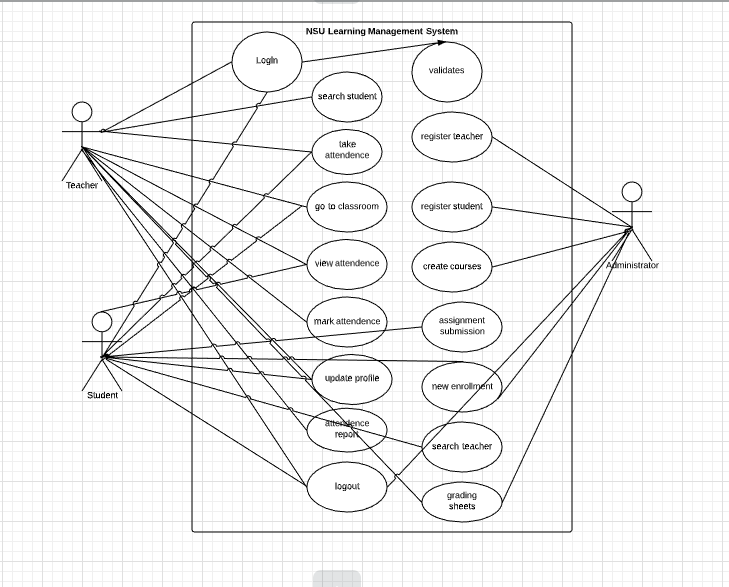 NSU Learning Management System
LogIn
validates
search student
register teacher
take
attendence
Teacher
go to classroom
register student
view attendence
create courses
Administrator
mark attendence
assignment
submission
update profile
new enrollment
Student
attendence
report
search teacher
logout
grading
sheets